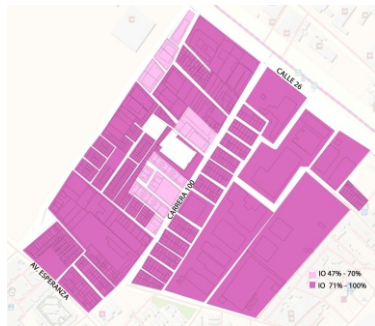 CALLE 26
CARRERA 100
AV. ESPERANZA
IO 47% - 70%
IO 71% - 100%